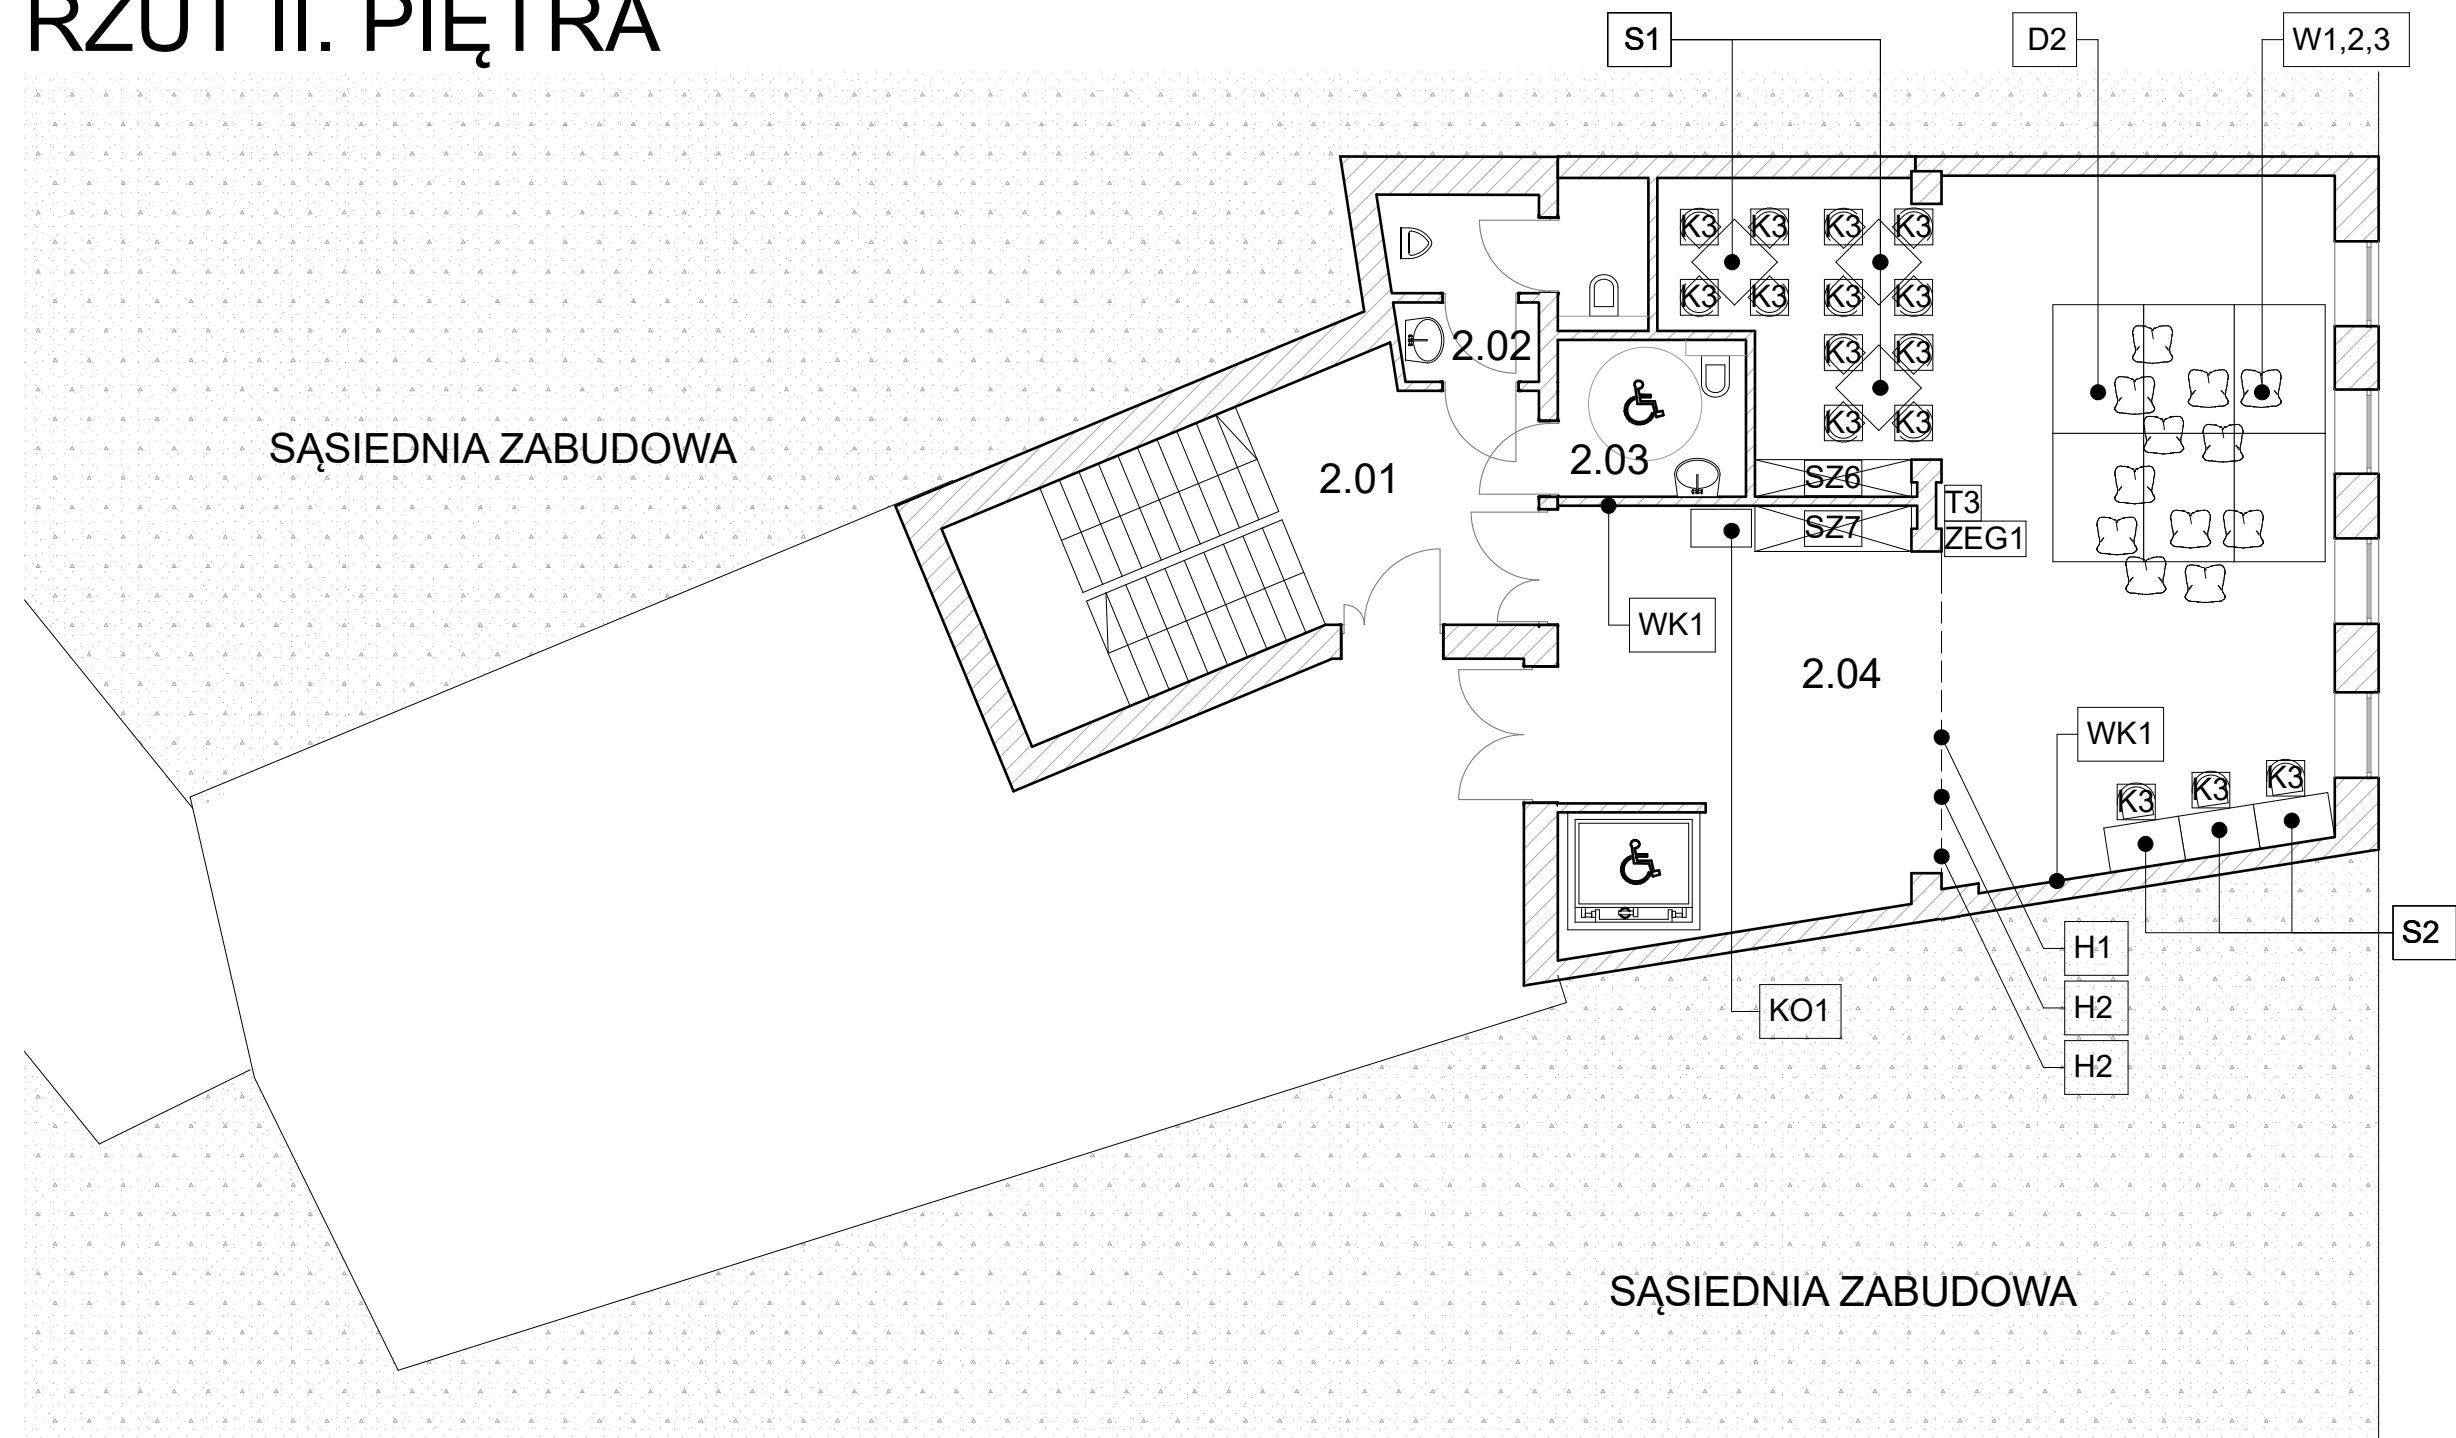 RZUT II. PIĘTRA
S1
D2
W1,2,3
K3 K3 K3 K3
K3 K3 K3 K3
2.02
K3 K3
SĄSIEDNIA ZABUDOWA
K3 K3
2.03
2.01
SZ6
T3
SZ7
ZEG1
WK1
2.04
WK1
K3 K3 K3
S2
H1
KO1
H2
H2
SĄSIEDNIA ZABUDOWA